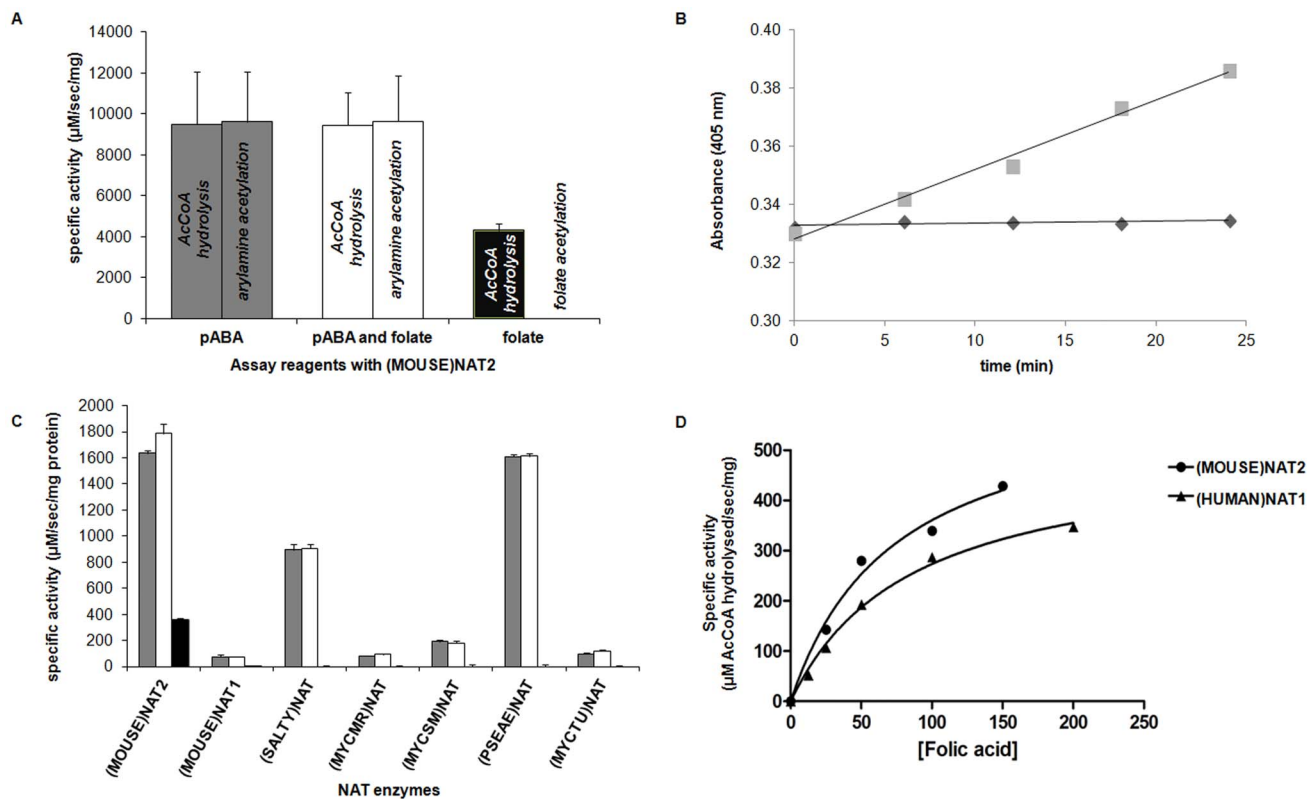 A
specific activity (µM/sec/mg)
14000
12000
10000
8000
6000
4000
2000
0
AcCoA
hydrolysis
arylamine acetylation
AcCoA
hydrolysis
arylamine acetylation
AcCoA
hydrolysis
folate acetylation
pABA
pABA and folate
folate
Assay reagents with (MOUSE)NAT2
B
Absorbance (405 nm)
0.40
0.38
0.36
0.34
0.32
0.30
0
5
10
15
20
25
time (min)
C
specific activity (µM/sec/mg protein)
2000
1800
1600
1400
1200
1000
800
600
400
200
0
(MOUSE)NAT2
(MOUSE)NAT1
(SALTY)NAT
(MYCMR)NAT
(MYCSM)NAT
(PSEAE)NAT
(MYCTU)NAT
NAT enzymes
D
Specific activity
(µM AcCoA hydrolysed/sec/mg)
500
400
300
200
100
0
0
50
100
150
200
250
[Folic acid]
(MOUSE)NAT2
(HUMAN)NAT1